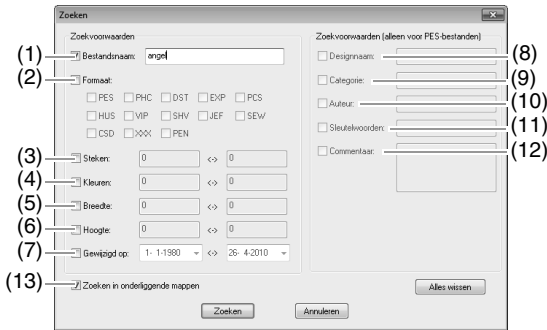 Zoeken
Zoekvoorwaarden
(1) Bestandsnaam: angel
(2) Formaat:
PES PHC DST EXP PCS
HUS VIP SHV JEF SEW
CSD XXX PEN
(3) Steken: 0 <-> 0
(4) Kleuren: 0 <-> 0
(5) Breedte: 0 <-> 0
(6) Hoogte: 0 <-> 0
(7) Gewijzigd op: 1- 1-1980 <-> 26- 4-2010
(13) Zoeken in onderliggende mappen
Zoekvoorwaarden (alleen voor PES-bestanden)
Designnaam: (8)
Categorie: (9)
Auteur: (10)
Sleutelwoorden: (11)
Commentaar: (12)
Alles wissen
Zoeken Annuleren